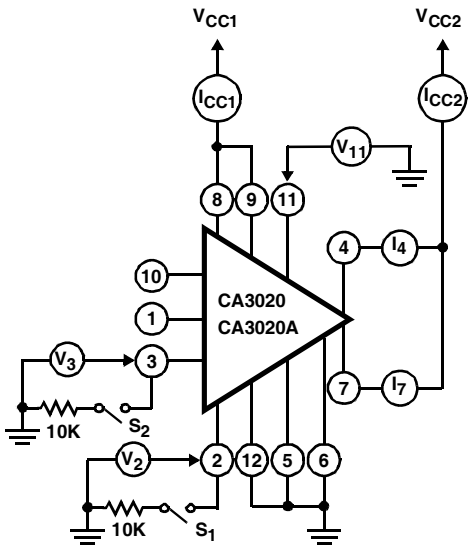 VCC1 VCC2
ICC1 ICC2
V11
8 9 11
4 I4
10
CA3020
1 CA3020A
V3 3
7 I7
10K S2
V2 2 12 5 6
10K S1